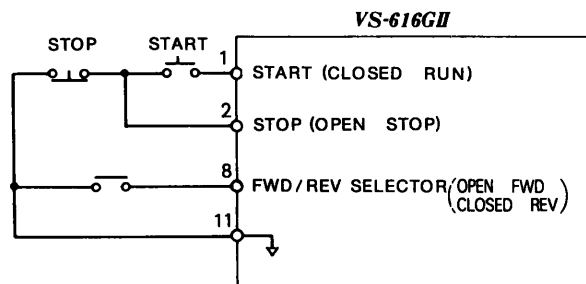 VS-616GII
STOP
START
1
START (CLOSED RUN)
2
STOP (OPEN STOP)
8
FWD/REV SELECTOR (OPEN FWD
CLOSED REV)
11